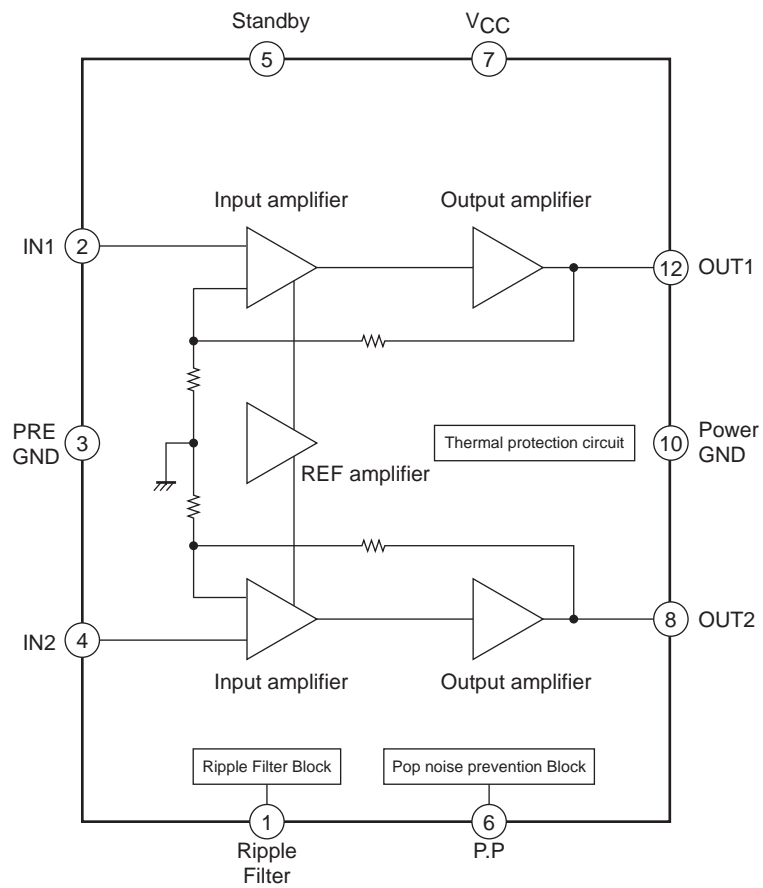 Standby
VCC
5
7
Input amplifier
Output amplifier
IN1
2
12
OUT1
PRE
GND
3
Thermal protection circuit
10
Power
GND
REF amplifier
IN2
4
8
OUT2
Input amplifier
Output amplifier
Ripple Filter Block
Pop noise prevention Block
1
6
Ripple
Filter
P.P